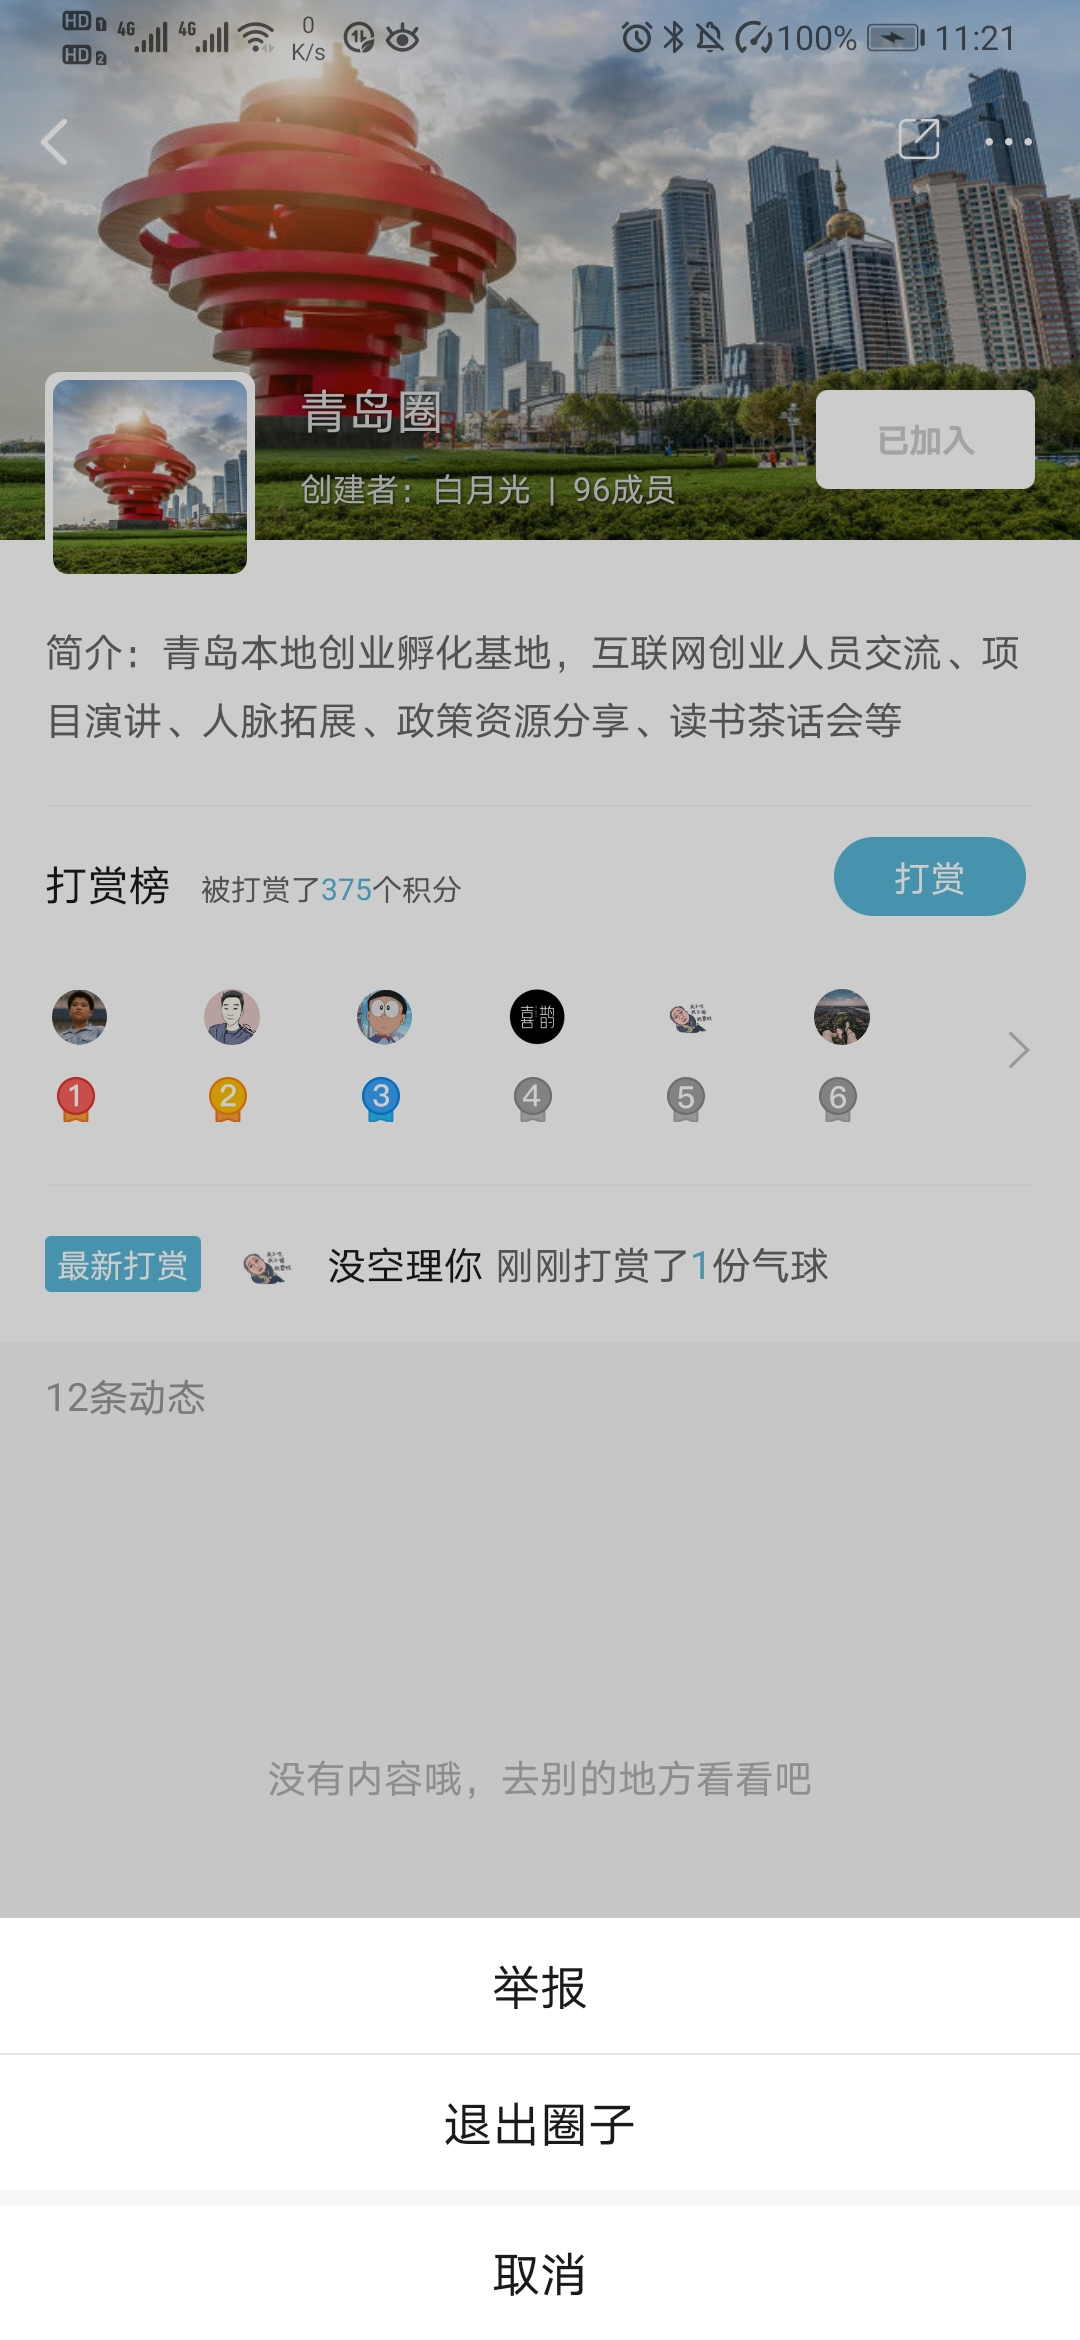 HD 1 4G 4G 0 K/s 100% 11:21
HD 2
青岛圈
已加入
创建者：白月光 | 96成员
简介：青岛本地创业孵化基地，互联网创业人员交流、项
目演讲、人脉拓展、政策资源分享、读书茶话会等
打赏榜 被打赏了375个积分 打赏
喜鹊
1 2 3 4 5 6
最新打赏 没空理你 刚刚打赏了1份气球
12条动态
没有内容哦，去别的地方看看吧
举报
退出圈子
取消